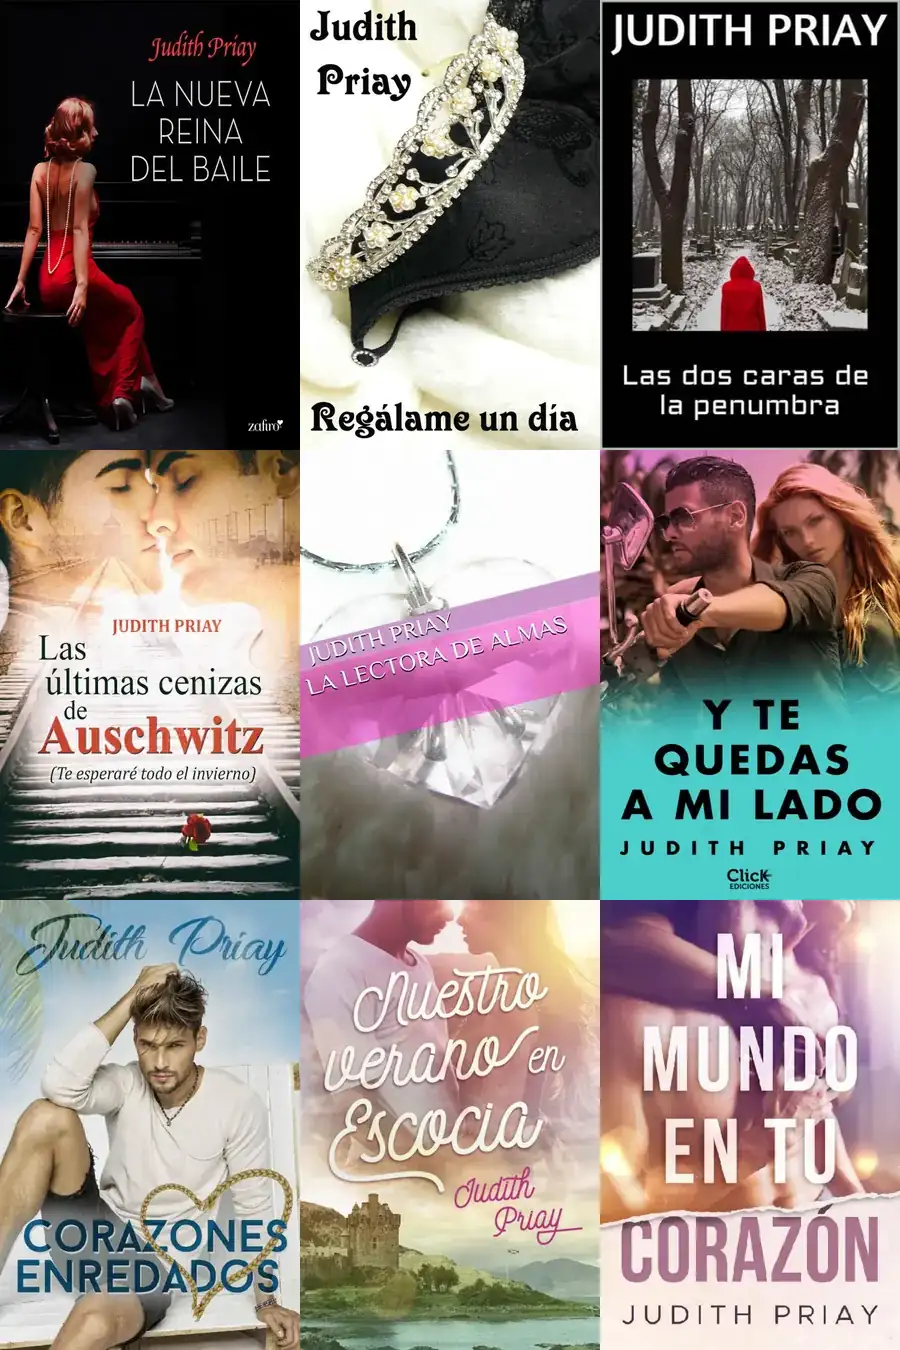 Judith Priay
LA NUEVA
REINA
DEL BAILE
zafiro
Judith
Priay
Regálame un día
JUDITH PRIAY
Las dos caras de
la penumbra
JUDITH PRIAY
Las
últimas cenizas
de
Auschwitz
(Te esperaré todo el invierno)
JUDITH PRIAY
LA LECTORA DE ALMAS
Y TE
QUEDAS
A MI LADO
JUDITH PRIAY
Click
EDICIONES
Judith Priay
CORAZONES
ENREDADOS
Nuestro
verano en
Escocia
Judith
Priay
MI
MUNDO
EN TU
CORAZÓN
JUDITH PRIAY